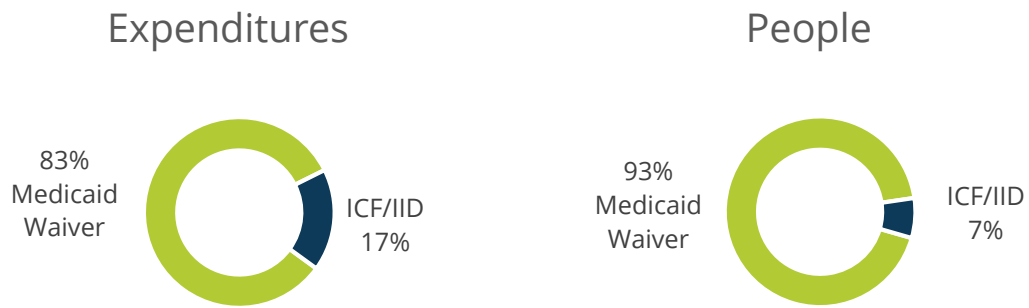 Expenditures
83%
Medicaid
Waiver
ICF/IID
17%
People
93%
Medicaid
Waiver
ICF/IID
7%